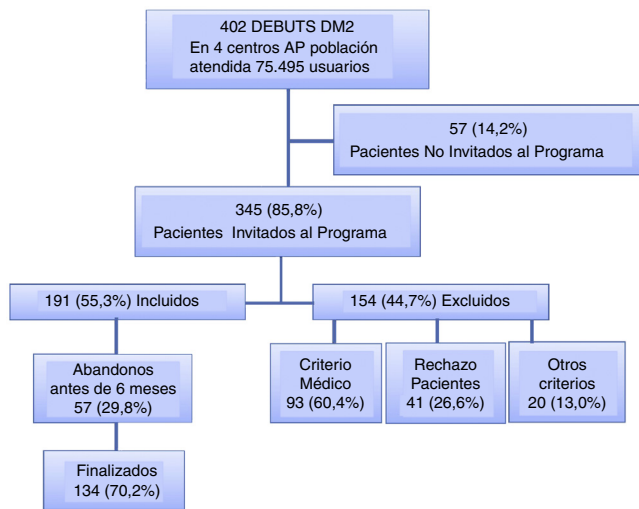 402 DEBUTS DM2
En 4 centros AP población
atendida 75.495 usuarios
57 (14,2%)
Pacientes No Invitados al Programa
345 (85,8%)
Pacientes Invitados al Programa
191 (55,3%) Incluidos
154 (44,7%) Excluidos
Abandonos
antes de 6 meses
57 (29,8%)
Criterio
Médico
93 (60,4%)
Rechazo
Pacientes
41 (26,6%)
Otros
criterios
20 (13,0%)
Finalizados
134 (70,2%)